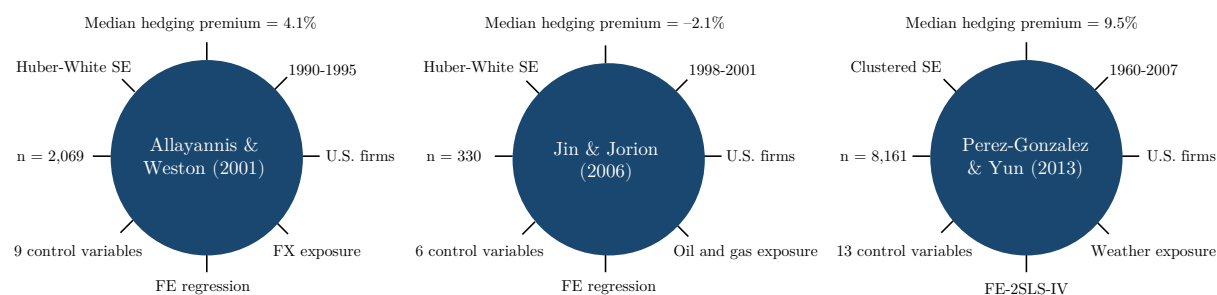 Median hedging premium = 4.1%
Huber-White SE
1990-1995
n = 2,069
Allayannis &
Weston (2001)
U.S. firms
9 control variables
FX exposure
FE regression
Median hedging premium = –2.1%
Huber-White SE
1998-2001
n = 330
Jin & Jorion
(2006)
U.S. firms
6 control variables
Oil and gas exposure
FE regression
Median hedging premium = 9.5%
Clustered SE
1960-2007
n = 8,161
Perez-Gonzalez
& Yun (2013)
U.S. firms
13 control variables
Weather exposure
FE-2SLS-IV